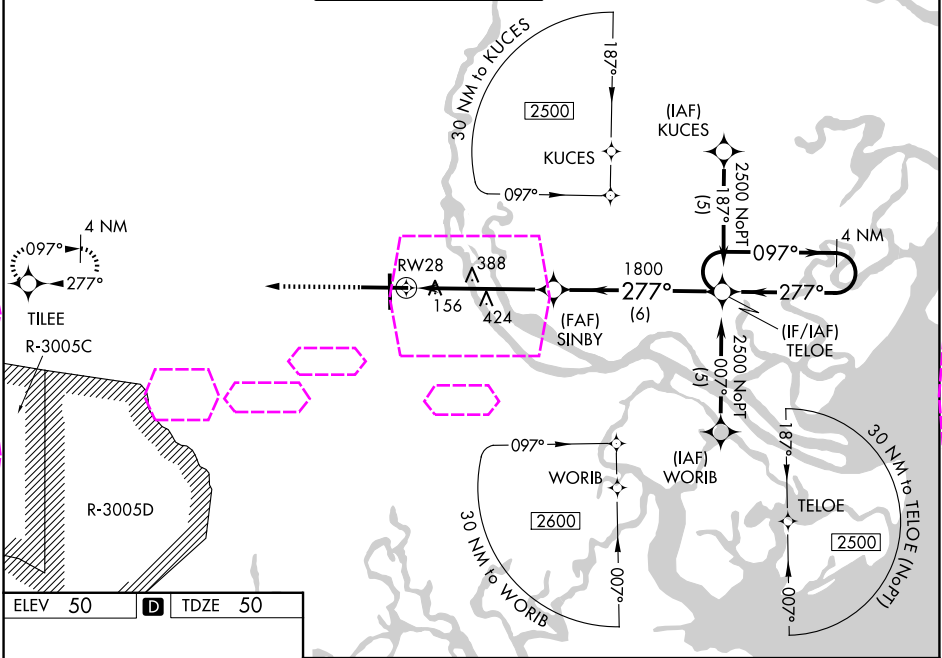 30 NM to KUCES
187°
2500
KUCES
097°
(IAF)
KUCES
2500 NoPT
187°
(5)
097°
4 NM
277°
TILEE
R-3005C
R-3005D
RW28
388
156
424
1800
277°
(6)
(FAF)
SINBY
097°
4 NM
277°
(IF/IAF)
TELOE
2500 NoPT
007°
(5)
(IAF)
WORIB
097°
WORIB
2600
007°
30 NM to WORIB
187°
TELOE
2500
007°
30 NM to TELOE (NoPT)
ELEV 50
D
TDZE 50